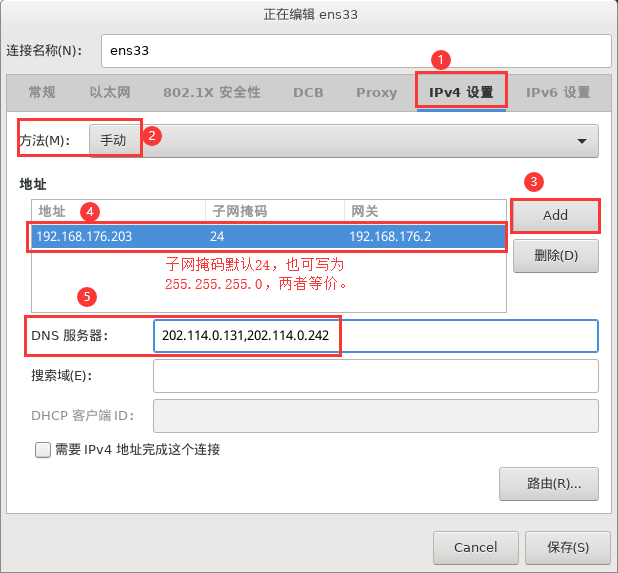 正在编辑 ens33
连接名称(N)： ens33
1
常规 以太网 802.1X 安全性 DCB Proxy IPv4 设置 IPv6 设置
方法(M)： 手动 2
地址
3
地址 4 子网掩码 网关
Add
192.168.176.203 24 192.168.176.2
删除(D)
子网掩码默认24，也可写为
255.255.255.0，两者等价。
5
DNS 服务器： 202.114.0.131,202.114.0.242
搜索域(E)：
DHCP 客户端 ID：
需要 IPv4 地址完成这个连接
路由(R)...
Cancel 保存(S)